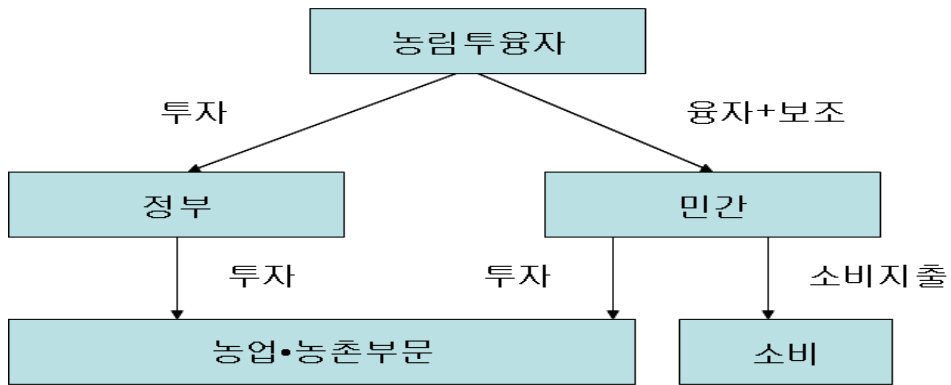 농림투융자
투자
융자+보조
정부
민간
투자
투자
소비지출
농업•농촌부문
소비